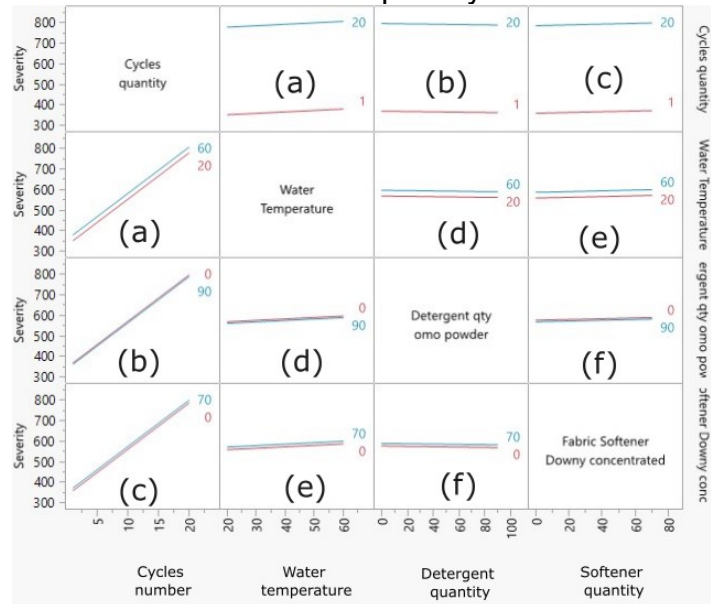 800
700
600
500
400
300
Severity
Cycles
quantity
20
(a)
1
20
(b)
1
20
(c)
1
Cycles quantity
800
700
600
500
400
300
Severity
60
20
(a)
Water
Temperature
60
20
(d)
60
20
(e)
Water Temperature
800
700
600
500
400
300
Severity
0
90
(b)
0
90
(d)
Detergent qty
omo powder
0
90
(f)
ergent qty omo pow
800
700
600
500
400
300
Severity
70
0
(c)
70
0
(e)
70
0
(f)
Fabric Softener
Downy concentrated
oftener Downy conc
5 10 15 20
20 30 40 50 60
0 20 40 60 80 100
0 20 40 60 80
Cycles
number
Water
temperature
Detergent
quantity
Softener
quantity